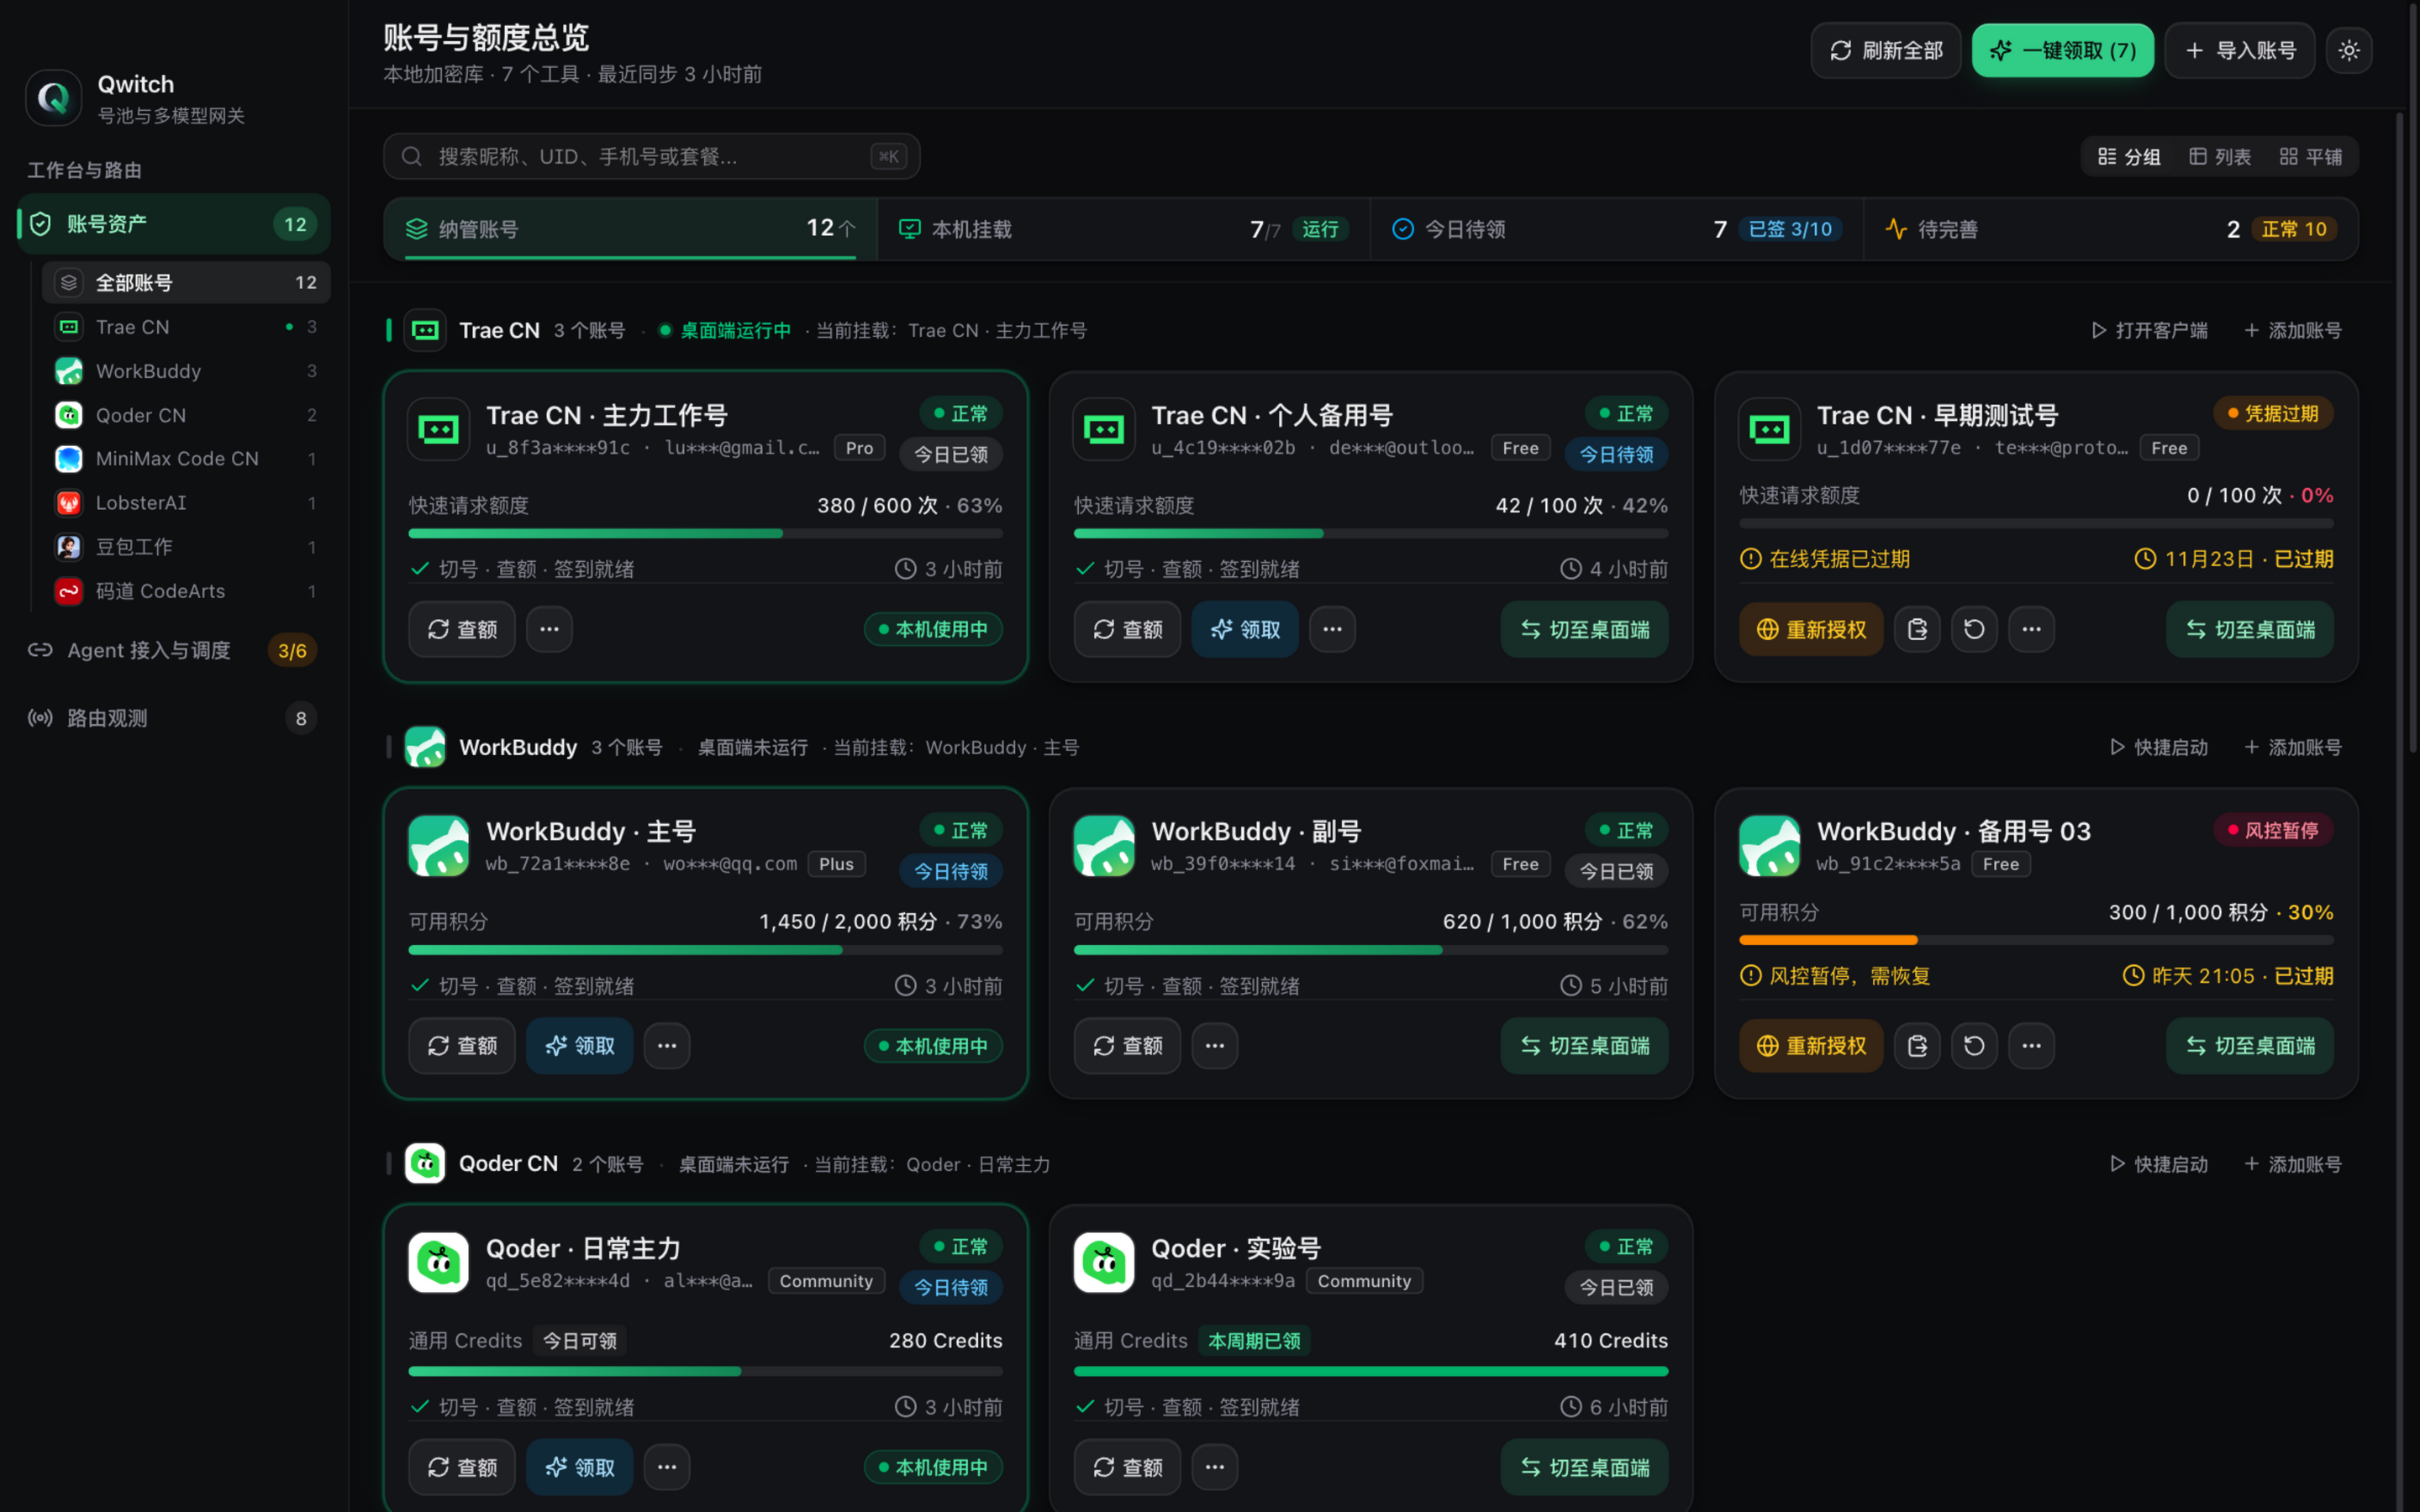 Qwitch
号池与多模型网关
工作台与路由
账号资产 12
全部账号 12
Trae CN 3
WorkBuddy 3
Qoder CN 2
MiniMax Code CN 1
LobsterAI 1
豆包工作 1
码道 CodeArts 1
Agent 接入与调度 3/6
路由观测 8
账号与额度总览
本地加密库 · 7 个工具 · 最近同步 3 小时前
刷新全部 一键领取 (7) 导入账号
搜索昵称、UID、手机号或套餐... ⌘K
分组 列表 平铺
纳管账号 12个 本机挂载 7/7 运行 今日待领 7 已签 3/10 待完善 2 正常 10
Trae CN 3 个账号 · 桌面端运行中 · 当前挂载：Trae CN · 主力工作号 打开客户端 添加账号
Trae CN · 主力工作号 正常
u_8f3a****91c · lu***@gmail.c... Pro 今日已领
快速请求额度 380 / 600 次 · 63%
切号 · 查额 · 签到就绪 3 小时前
查额 ··· 本机使用中
Trae CN · 个人备用号 正常
u_4c19****02b · de***@outloo... Free 今日待领
快速请求额度 42 / 100 次 · 42%
切号 · 查额 · 签到就绪 4 小时前
查额 领取 ··· 切至桌面端
Trae CN · 早期测试号 凭据过期
u_1d07****77e · te***@proto... Free
快速请求额度 0 / 100 次 · 0%
在线凭据已过期 11月23日 · 已过期
重新授权 ··· 切至桌面端
WorkBuddy 3 个账号 · 桌面端未运行 · 当前挂载：WorkBuddy · 主号 快捷启动 添加账号
WorkBuddy · 主号 正常
wb_72a1****8e · wo***@qq.com Plus 今日待领
可用积分 1,450 / 2,000 积分 · 73%
切号 · 查额 · 签到就绪 3 小时前
查额 领取 ··· 本机使用中
WorkBuddy · 副号 正常
wb_39f0****14 · si***@foxmai... Free 今日已领
可用积分 620 / 1,000 积分 · 62%
切号 · 查额 · 签到就绪 5 小时前
查额 ··· 切至桌面端
WorkBuddy · 备用号 03 风控暂停
wb_91c2****5a Free
可用积分 300 / 1,000 积分 · 30%
风控暂停，需恢复 昨天 21:05 · 已过期
重新授权 ··· 切至桌面端
Qoder CN 2 个账号 · 桌面端未运行 · 当前挂载：Qoder · 日常主力 快捷启动 添加账号
Qoder · 日常主力 正常
qd_5e82****4d · al***@a... Community 今日待领
通用 Credits 今日可领 280 Credits
切号 · 查额 · 签到就绪 3 小时前
查额 领取 ··· 本机使用中
Qoder · 实验号 正常
qd_2b44****9a Community 今日已领
通用 Credits 本周期已领 410 Credits
切号 · 查额 · 签到就绪 6 小时前
查额 ··· 切至桌面端